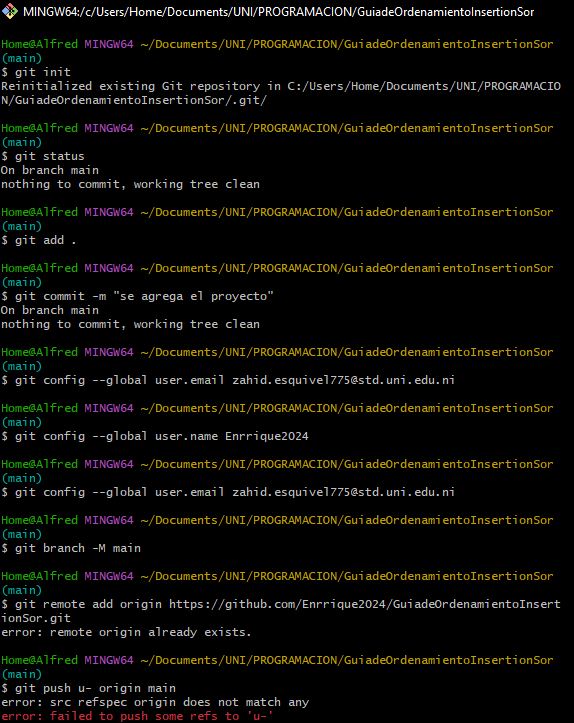 MINGW64:/c/Users/Home/Documents/UNI/PROGRAMACION/GuiadeOrdenamientoInsertionSor
Home@Alfred MINGW64 ~/Documents/UNI/PROGRAMACION/GuiadeOrdenamientoInsertionSor
(main)
$ git init
Reinitialized existing Git repository in C:/Users/Home/Documents/UNI/PROGRAMACIO
N/GuiadeOrdenamientoInsertionSor/.git/
Home@Alfred MINGW64 ~/Documents/UNI/PROGRAMACION/GuiadeOrdenamientoInsertionSor
(main)
$ git status
On branch main
nothing to commit, working tree clean
Home@Alfred MINGW64 ~/Documents/UNI/PROGRAMACION/GuiadeOrdenamientoInsertionSor
(main)
$ git add .
Home@Alfred MINGW64 ~/Documents/UNI/PROGRAMACION/GuiadeOrdenamientoInsertionSor
(main)
$ git commit -m "se agrega el proyecto"
On branch main
nothing to commit, working tree clean
Home@Alfred MINGW64 ~/Documents/UNI/PROGRAMACION/GuiadeOrdenamientoInsertionSor
(main)
$ git config --global user.email zahid.esquivel775@std.uni.edu.ni
Home@Alfred MINGW64 ~/Documents/UNI/PROGRAMACION/GuiadeOrdenamientoInsertionSor
(main)
$ git config --global user.name Enrrique2024
Home@Alfred MINGW64 ~/Documents/UNI/PROGRAMACION/GuiadeOrdenamientoInsertionSor
(main)
$ git config --global user.email zahid.esquivel775@std.uni.edu.ni
Home@Alfred MINGW64 ~/Documents/UNI/PROGRAMACION/GuiadeOrdenamientoInsertionSor
(main)
$ git branch -M main
Home@Alfred MINGW64 ~/Documents/UNI/PROGRAMACION/GuiadeOrdenamientoInsertionSor
(main)
$ git remote add origin https://github.com/Enrrique2024/GuiadeOrdenamientoInsert
ionSor.git
error: remote origin already exists.
Home@Alfred MINGW64 ~/Documents/UNI/PROGRAMACION/GuiadeOrdenamientoInsertionSor
(main)
$ git push u- origin main
error: src refspec origin does not match any
error: failed to push some refs to 'u-'